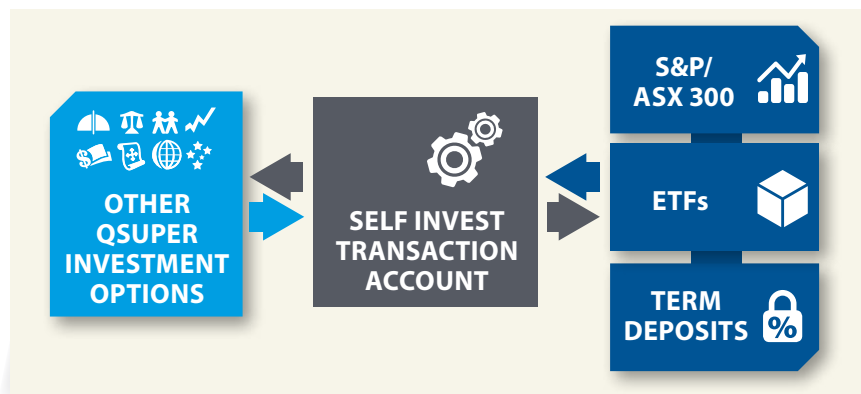 OTHER
QSUPER
INVESTMENT
OPTIONS
SELF INVEST
TRANSACTION
ACCOUNT
S&P/
ASX 300
ETFs
TERM
DEPOSITS
%
$